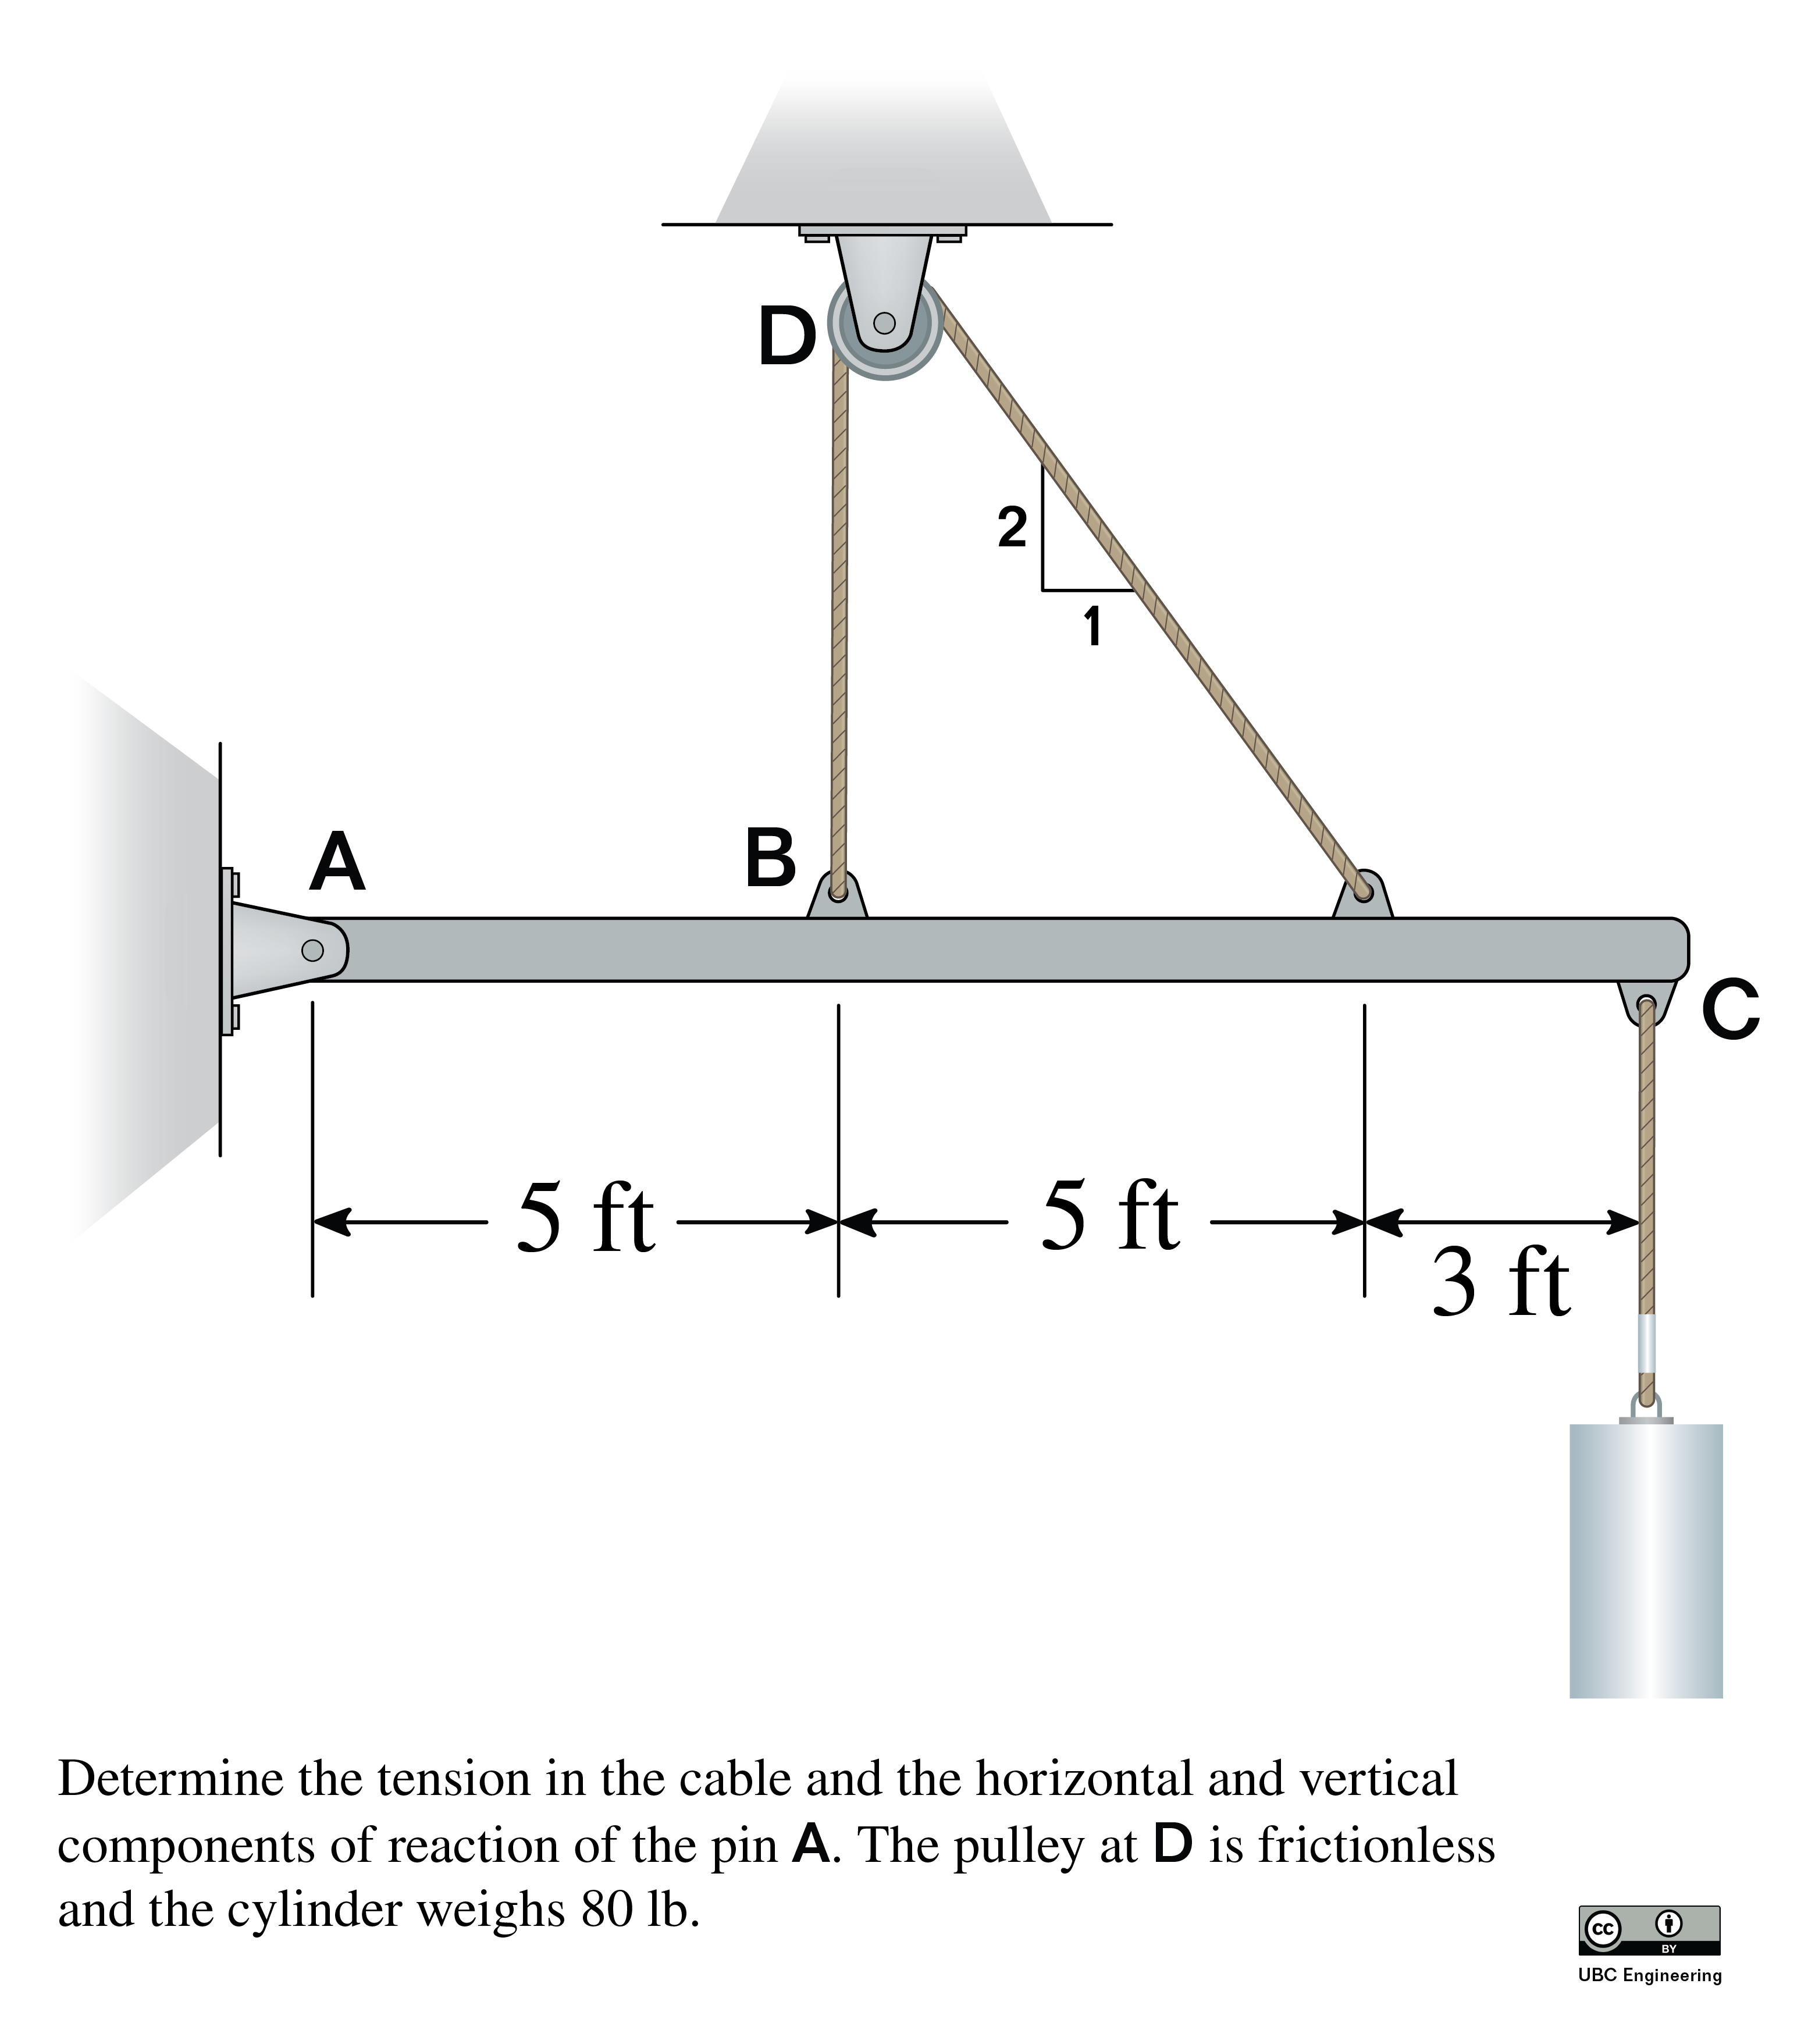 D
2
1
A
B
C
5 ft
5 ft
3 ft
Determine the tension in the cable and the horizontal and vertical
components of reaction of the pin A. The pulley at D is frictionless
and the cylinder weighs 80 lb.
cc
BY
UBC Engineering